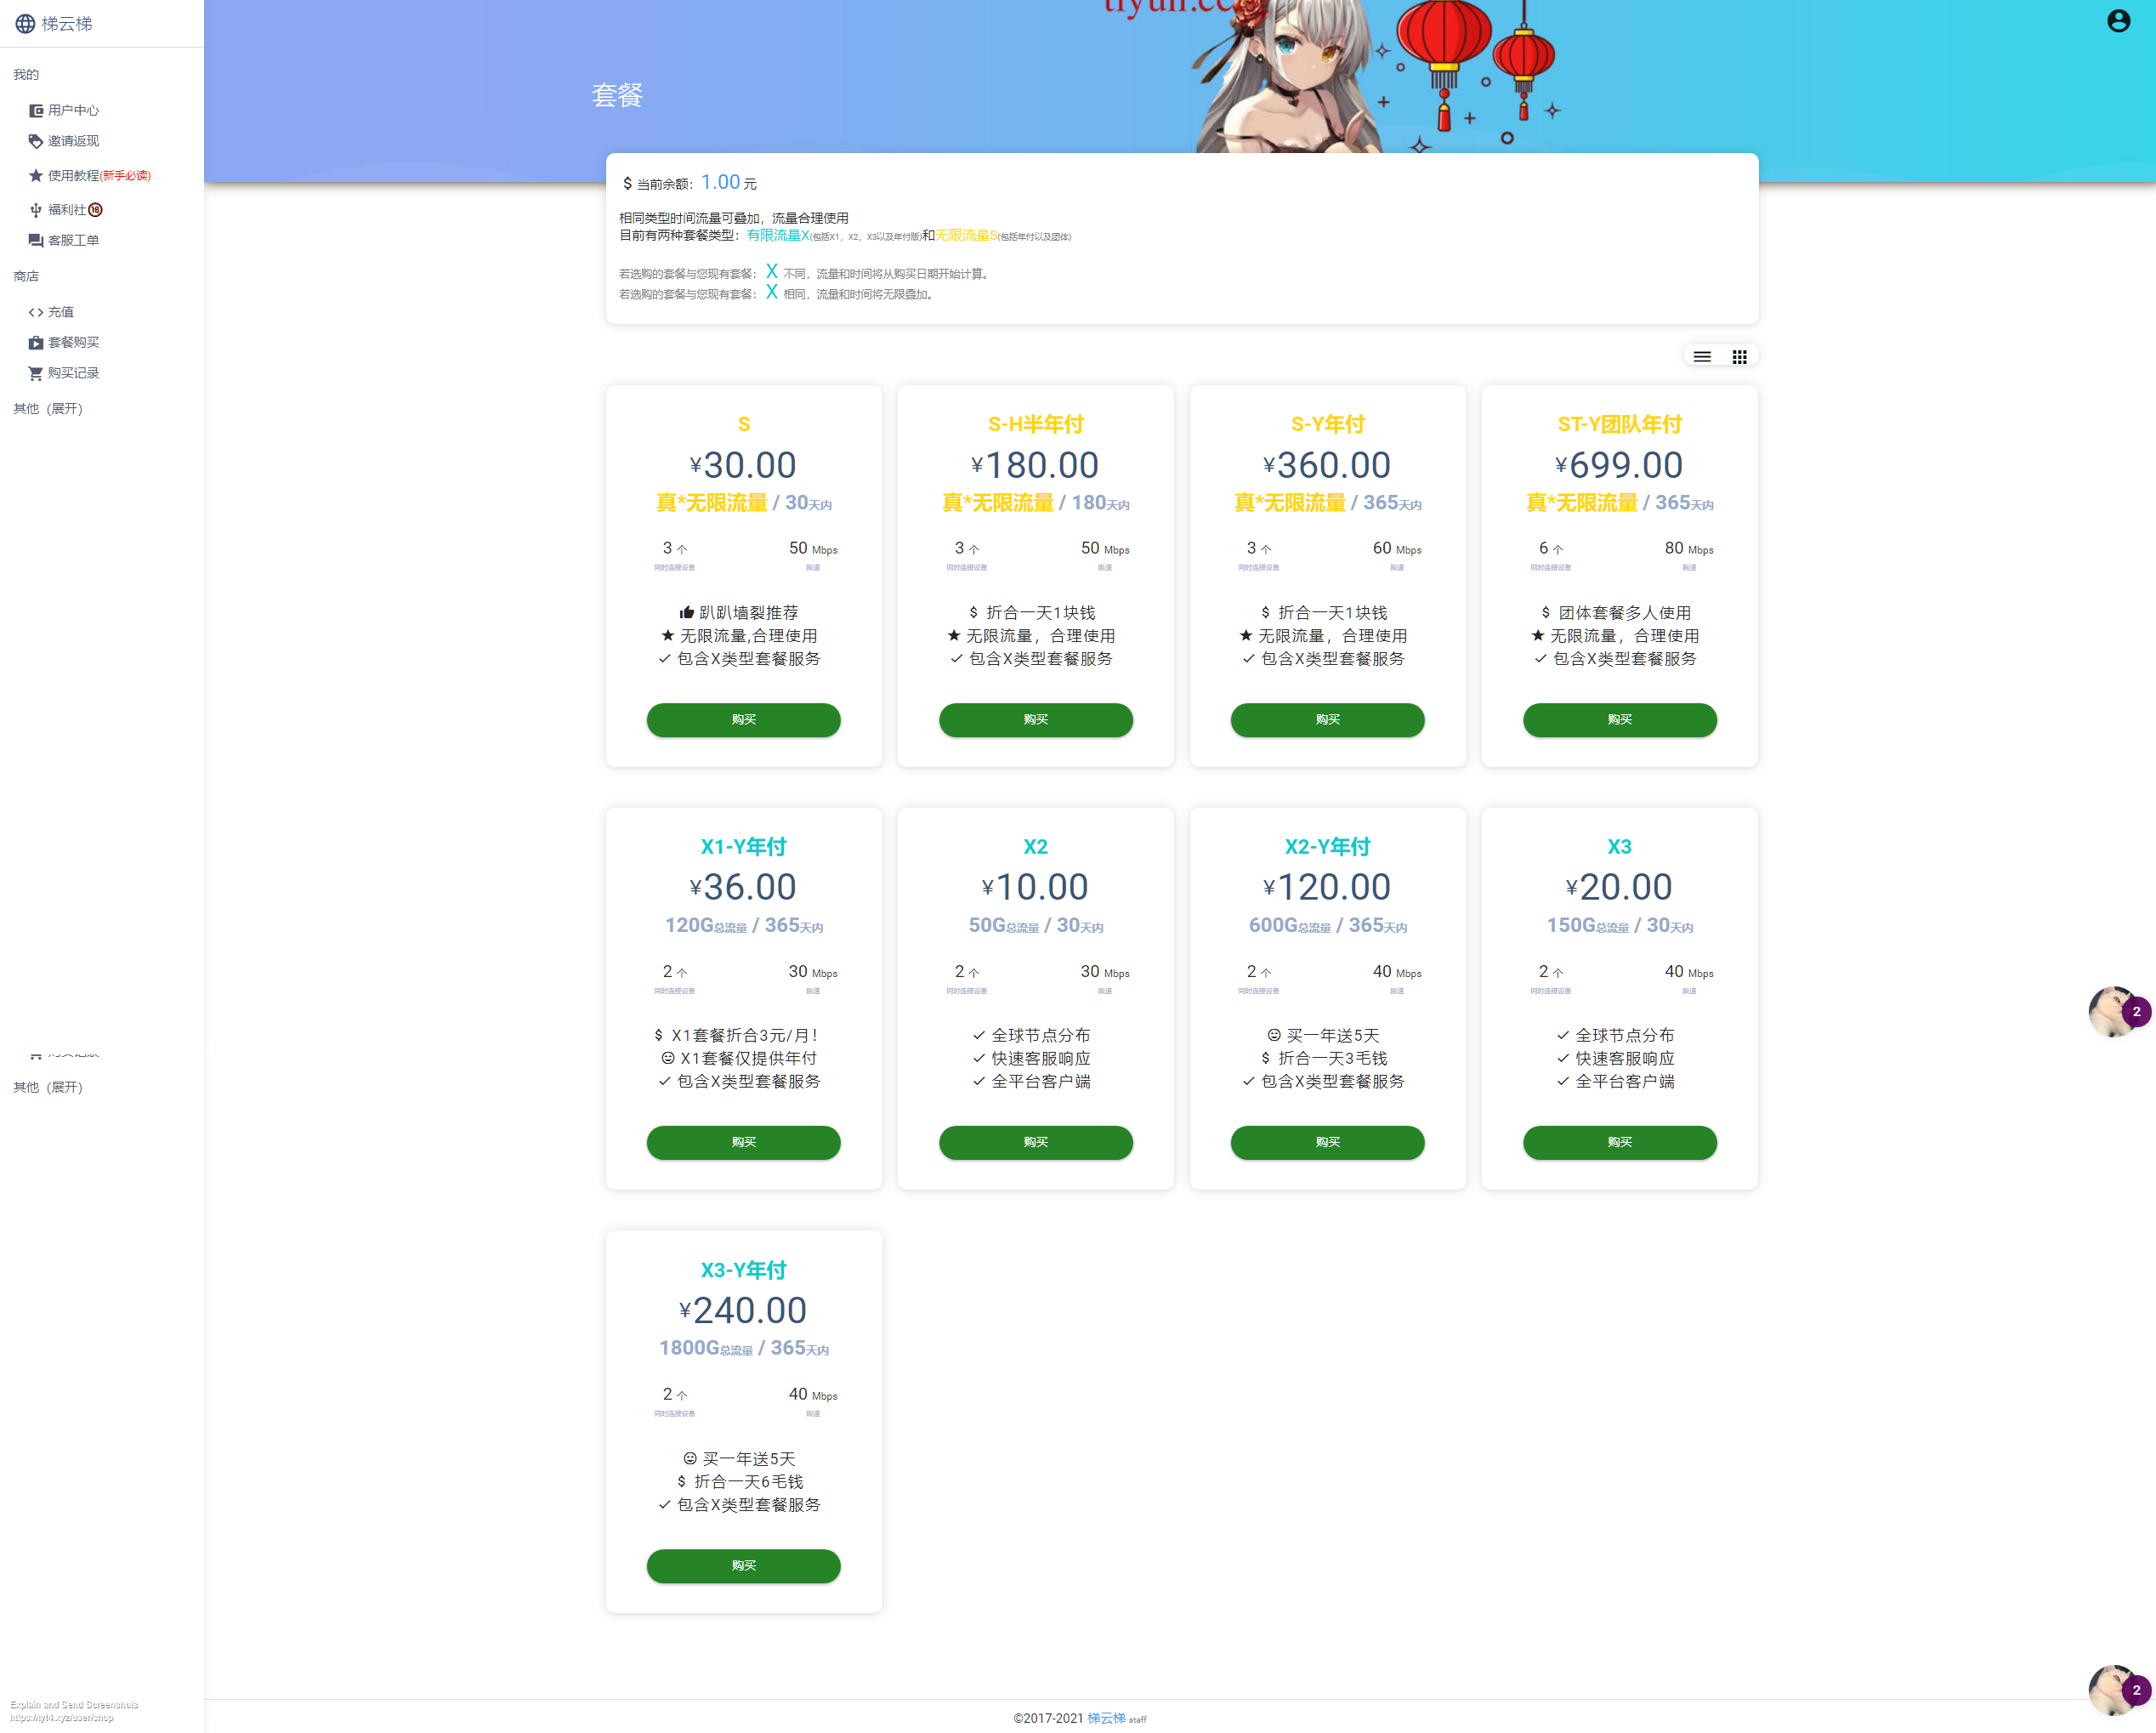 梯云梯
我的
用户中心
邀请返现
使用教程(新手必读)
福利社🔞
客服工单
商店
充值
套餐购买
购买记录
其他（展开）
套餐
$ 当前余额：1.00 元
相同类型时间流量可叠加，流量合理使用
目前有两种套餐类型：有限流量X(包括X1，X2，X3以及年付版)和无限流量S(包括年付以及团体)
若选购的套餐与您现有套餐：X 不同，流量和时间将从购买日期开始计算。
若选购的套餐与您现有套餐：X 相同，流量和时间将无限叠加。
S
¥30.00
真*无限流量 / 30天内
3 个 50 Mbps
同时连接设备 限速
趴趴墙裂推荐
无限流量,合理使用
包含X类型套餐服务
购买
S-H半年付
¥180.00
真*无限流量 / 180天内
3 个 50 Mbps
同时连接设备 限速
$ 折合一天1块钱
无限流量，合理使用
包含X类型套餐服务
购买
S-Y年付
¥360.00
真*无限流量 / 365天内
3 个 60 Mbps
同时连接设备 限速
$ 折合一天1块钱
无限流量，合理使用
包含X类型套餐服务
购买
ST-Y团队年付
¥699.00
真*无限流量 / 365天内
6 个 80 Mbps
同时连接设备 限速
$ 团体套餐多人使用
无限流量，合理使用
包含X类型套餐服务
购买
X1-Y年付
¥36.00
120G总流量 / 365天内
2 个 30 Mbps
同时连接设备 限速
$ X1套餐折合3元/月！
X1套餐仅提供年付
包含X类型套餐服务
购买
X2
¥10.00
50G总流量 / 30天内
2 个 30 Mbps
同时连接设备 限速
全球节点分布
快速客服响应
全平台客户端
购买
X2-Y年付
¥120.00
600G总流量 / 365天内
2 个 40 Mbps
同时连接设备 限速
买一年送5天
$ 折合一天3毛钱
包含X类型套餐服务
购买
X3
¥20.00
150G总流量 / 30天内
2 个 40 Mbps
同时连接设备 限速
全球节点分布
快速客服响应
全平台客户端
购买
2
其他（展开）
X3-Y年付
¥240.00
1800G总流量 / 365天内
2 个 40 Mbps
同时连接设备 限速
买一年送5天
$ 折合一天6毛钱
包含X类型套餐服务
购买
2
Explain and Send Screenshots
https://tyt4.xyz/user/shop
©2017-2021 梯云梯 staff